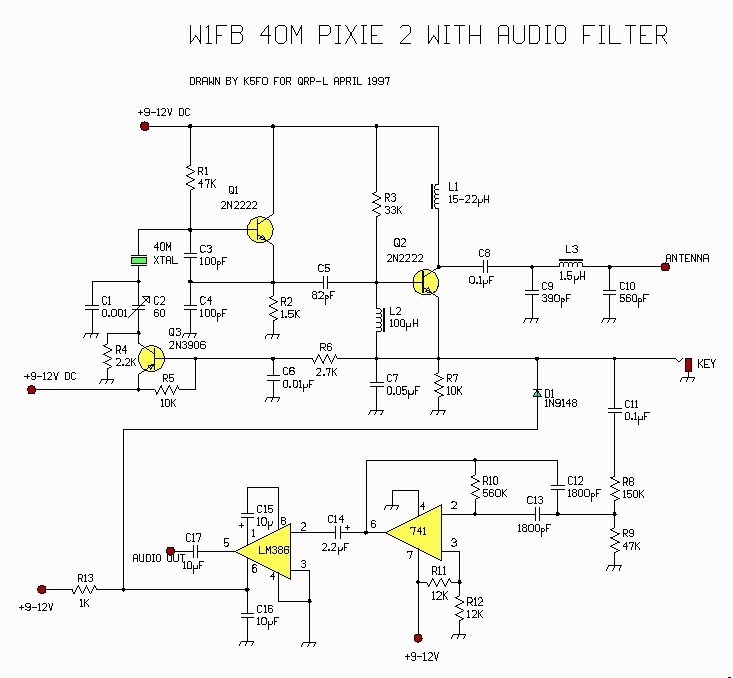 W1FB 40M PIXIE 2 WITH AUDIO FILTER
DRAWN BY K5FO FOR QRP-L APRIL 1997
+9-12V DC
R1
47K
Q1
2N2222
R3
33K
L1
15-22µH
40M
XTAL
C3
100pF
Q2
2N2222
C8
0.1µF
L3
1.5µH
ANTENNA
C5
82pF
C9
390pF
C10
560pF
C1
0.001
C2
60
C4
100pF
R2
1.5K
L2
100µH
Q3
2N3906
R4
2.2K
R6
2.7K
KEY
+9-12V DC
R5
10K
C6
0.01µF
C7
0.05µF
R7
10K
D1
1N9148
C11
0.1µF
R10
560K
C12
1800pF
R8
150K
C15
10µ
+
1
8
C13
1800pF
C14
+
2.2µF
2
6
741
4
2
R9
47K
C17
10µF
5
LM386
AUDIO OUT
6
4
3
7
3
R11
12K
R12
12K
R13
1K
+9-12V
C16
10µF
+9-12V